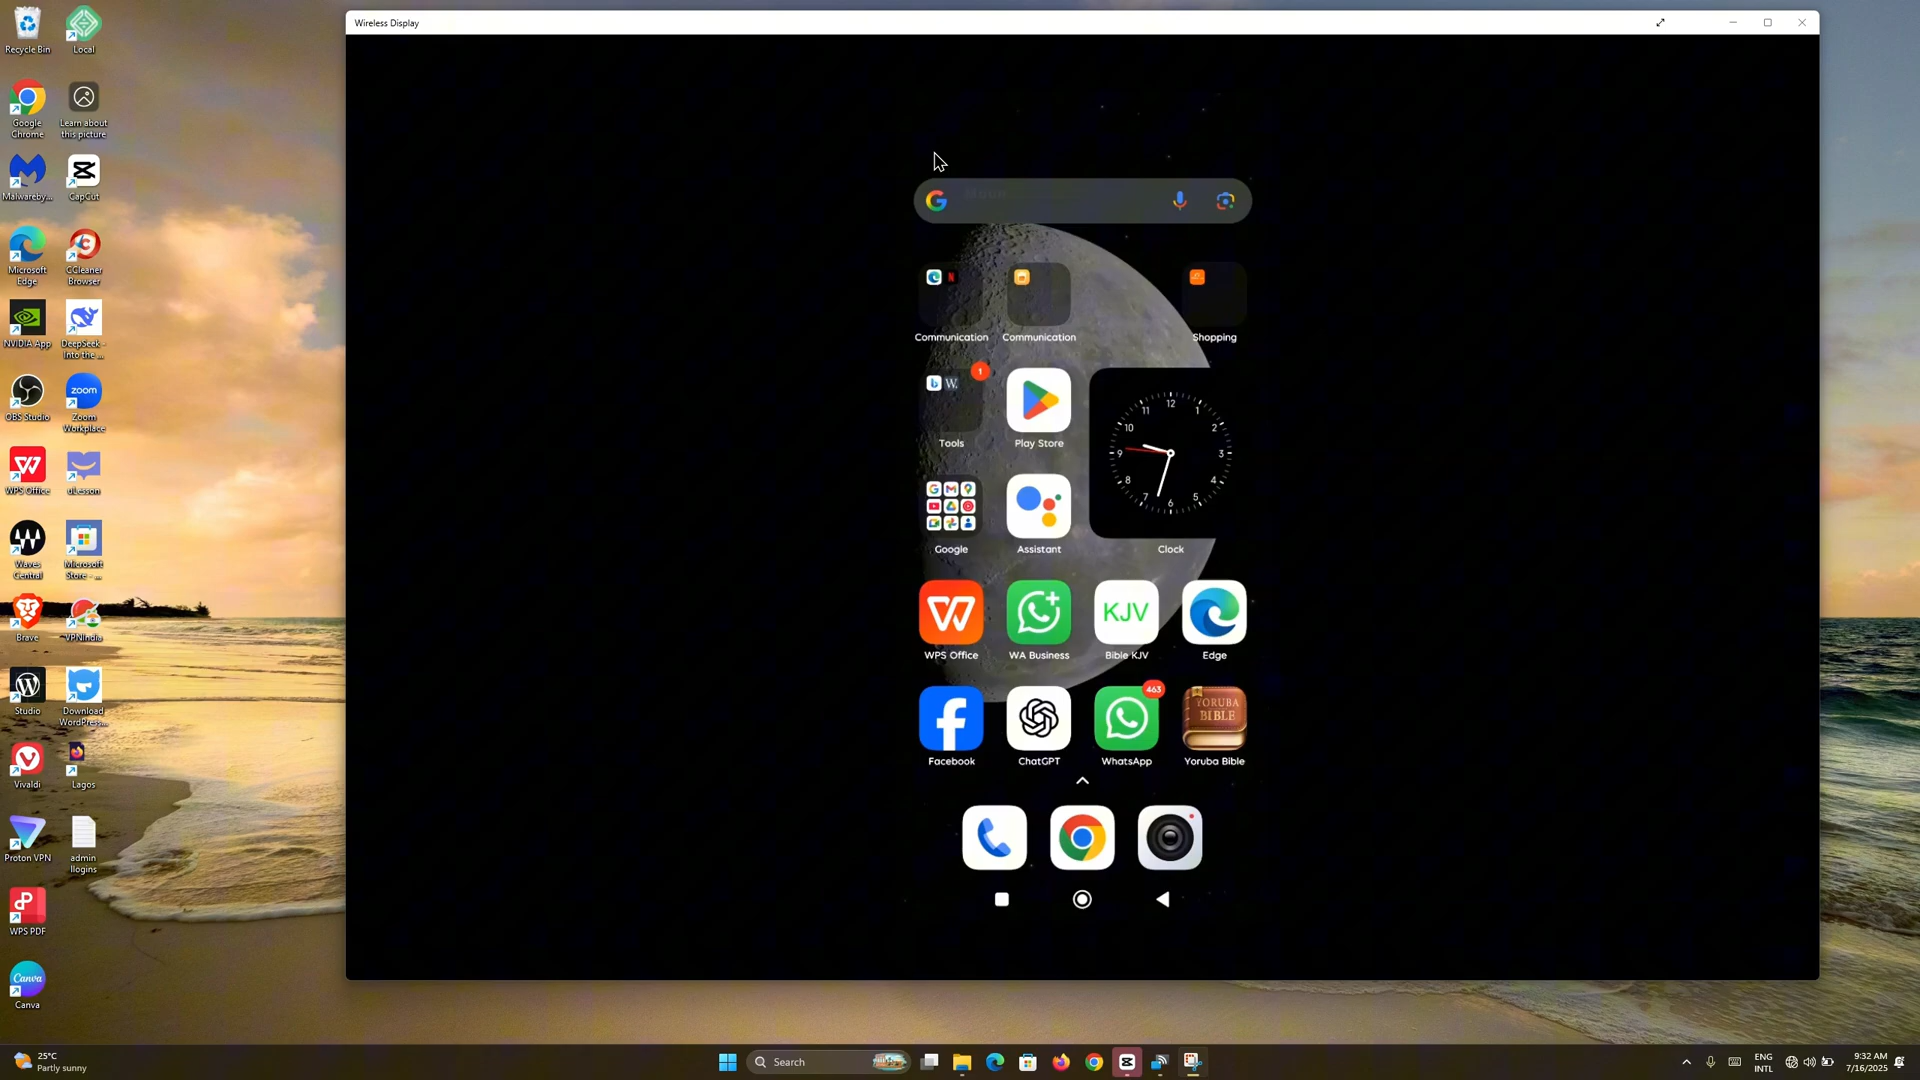 Wireless Display
Recycle Bin
Local
Google
Chrome
Learn about
this picture
Malwareby...
CapCut
Microsoft
Edge
CCleaner
Browser
NVIDIA App
DeepSeek -
Into the ...
OBS Studio
zoom
Zoom
Workplace
WPS Office
uLesson
Waves
Central
Microsoft
Store - ...
Brave
VPNIndia
Studio
Download
WordPress...
Vivaldi
Lagos
Proton VPN
admin
llogins
WPS PDF
Canva
Canva
Communication
Communication
Shopping
1
W.
Tools
Play Store
12
1
2
3
4
5
6
7
8
9
10
11
Google
Assistant
Clock
KJV
WPS Office
WA Business
Bible KJV
Edge
463
YORUBA
BIBLE
Facebook
ChatGPT
WhatsApp
Yoruba Bible
25°C
Partly sunny
Search
ENG
INTL
9:32 AM
7/16/2025